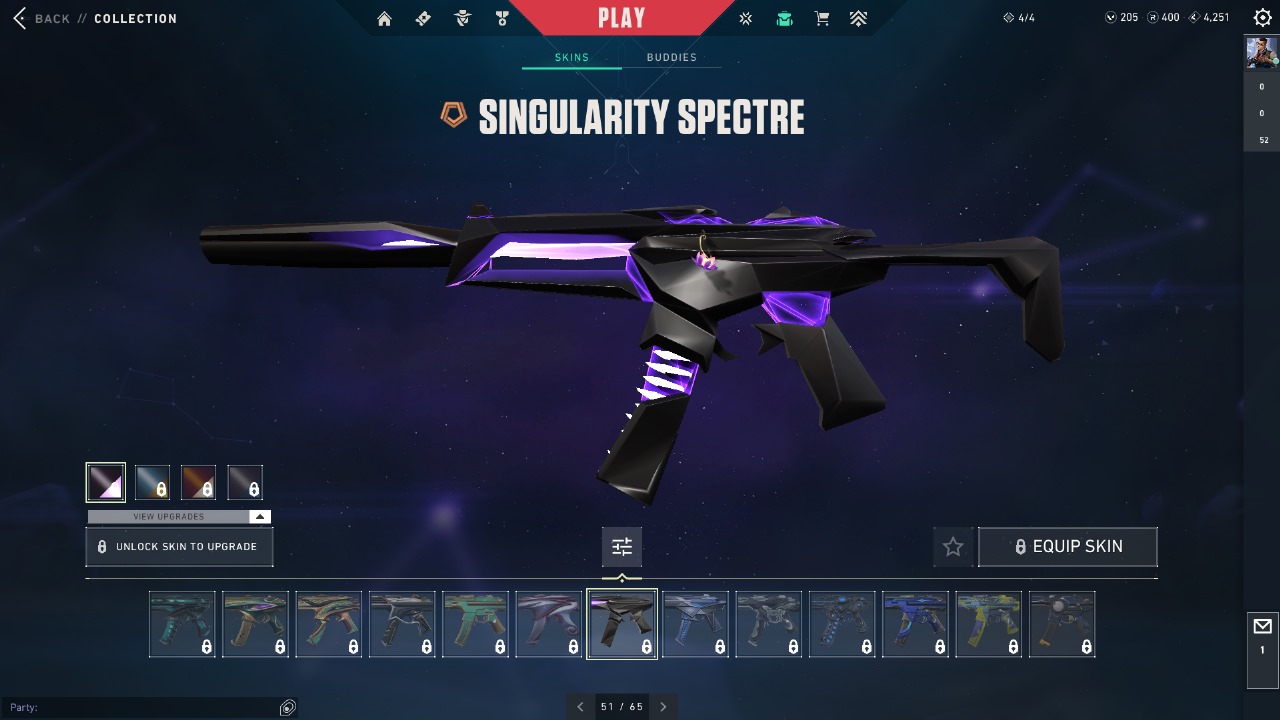 BACK // COLLECTION
PLAY
4/4
205
400
4,251
SKINS
BUDDIES
SINGULARITY SPECTRE
0
0
52
VIEW UPGRADES
UNLOCK SKIN TO UPGRADE
EQUIP SKIN
1
Party:
51 / 65